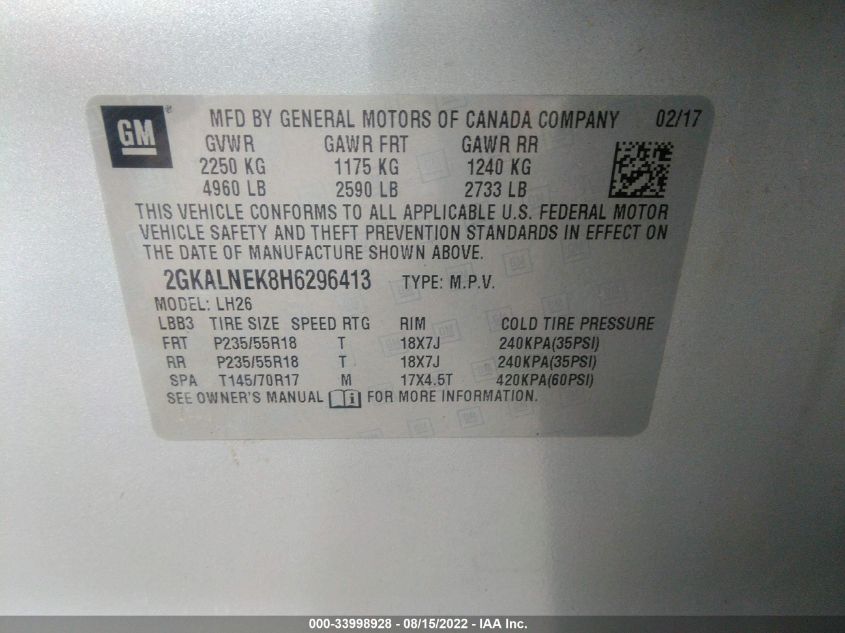 GM® MFD BY GENERAL MOTORS OF CANADA COMPANY 02/17
GVWR GAWR FRT GAWR RR
2250 KG 1175 KG 1240 KG
4960 LB 2590 LB 2733 LB
THIS VEHICLE CONFORMS TO ALL APPLICABLE U.S. FEDERAL MOTOR
VEHICLE SAFETY AND THEFT PREVENTION STANDARDS IN EFFECT ON
THE DATE OF MANUFACTURE SHOWN ABOVE.
2GKALNEK8H6296413 TYPE: M.P.V.
MODEL: LH26
LBB3 TIRE SIZE SPEED RTG RIM COLD TIRE PRESSURE
FRT P235/55R18 T 18X7J 240KPA(35PSI)
RR P235/55R18 T 18X7J 240KPA(35PSI)
SPA T145/70R17 M 17X4.5T 420KPA(60PSI)
SEE OWNER'S MANUAL i FOR MORE INFORMATION.
000-33998928 - 08/15/2022 - IAA Inc.